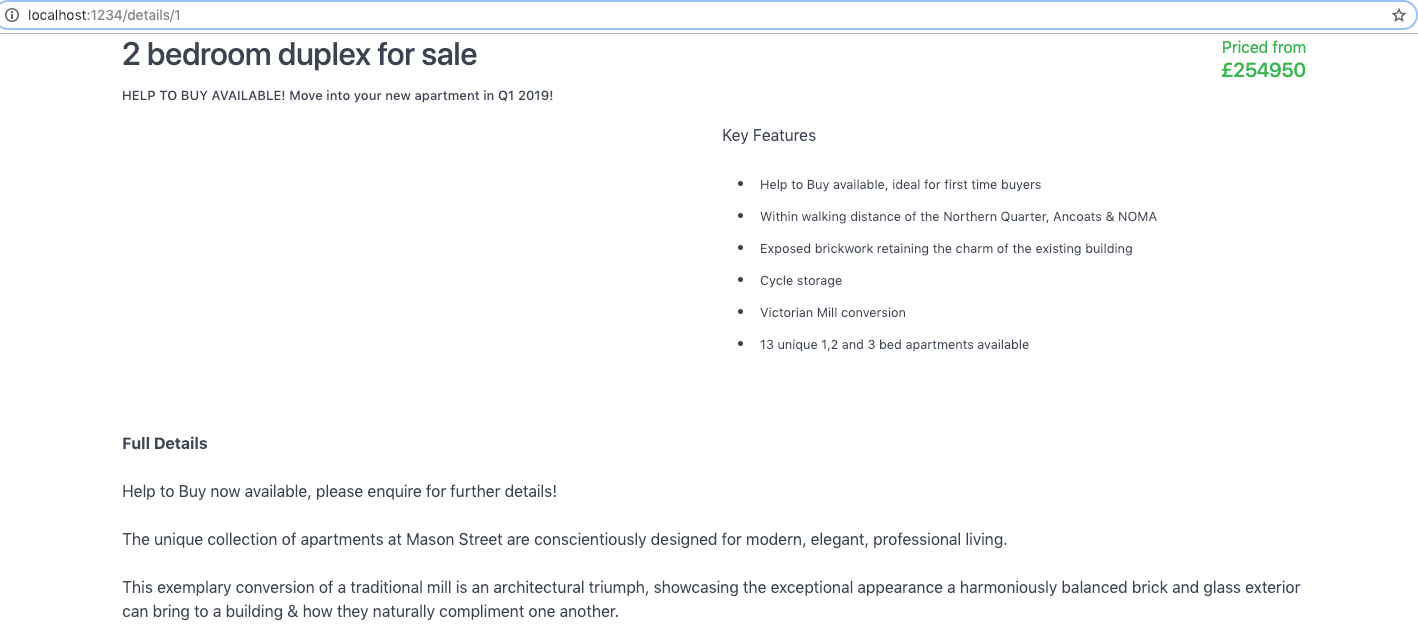 localhost:1234/details/1
2 bedroom duplex for sale
Priced from
£254950
HELP TO BUY AVAILABLE! Move into your new apartment in Q1 2019!
Key Features
Help to Buy available, ideal for first time buyers
Within walking distance of the Northern Quarter, Ancoats & NOMA
Exposed brickwork retaining the charm of the existing building
Cycle storage
Victorian Mill conversion
13 unique 1,2 and 3 bed apartments available
Full Details
Help to Buy now available, please enquire for further details!
The unique collection of apartments at Mason Street are conscientiously designed for modern, elegant, professional living.
This exemplary conversion of a traditional mill is an architectural triumph, showcasing the exceptional appearance a harmoniously balanced brick and glass exterior
can bring to a building & how they naturally compliment one another.